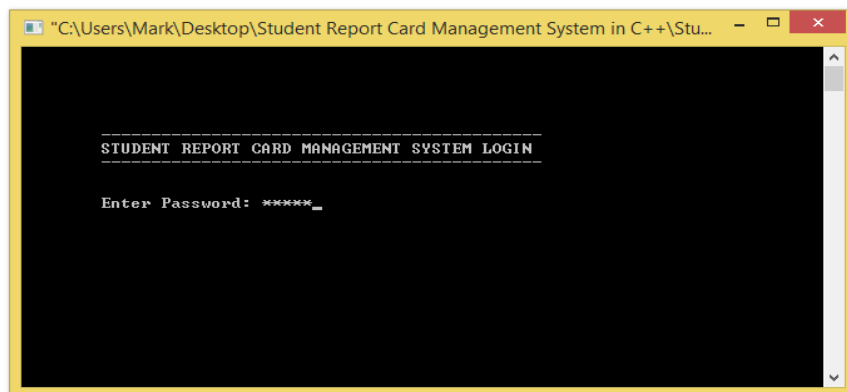 "C:\Users\Mark\Desktop\Student Report Card Management System in C++\Stu...
STUDENT REPORT CARD MANAGEMENT SYSTEM LOGIN
Enter Password: *****_